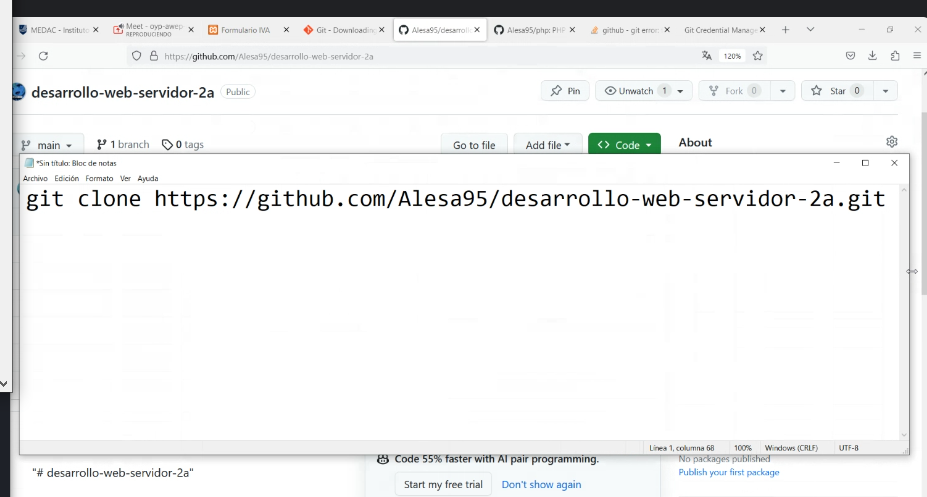 MEDAC - Instituto
Meet - oyp-awep
REPRODUCIENDO
Formulario IVA
Git - Downloading
Alesa95/desarroll
Alesa95/php: PH
github - git error:
Git Credential Manage
https://github.com/Alesa95/desarrollo-web-servidor-2a
120%
desarrollo-web-servidor-2a
Public
Pin
Unwatch 1
Fork 0
Star 0
main
1 branch
0 tags
Go to file
Add file
<> Code
About
*Sin título: Bloc de notas
Archivo Edición Formato Ver Ayuda
git clone https://github.com/Alesa95/desarrollo-web-servidor-2a.git
Línea 1, columna 68
100%
Windows (CRLF)
UTF-8
"# desarrollo-web-servidor-2a"
Code 55% faster with AI pair programming.
Start my free trial
Don't show again
No packages published
Publish your first package